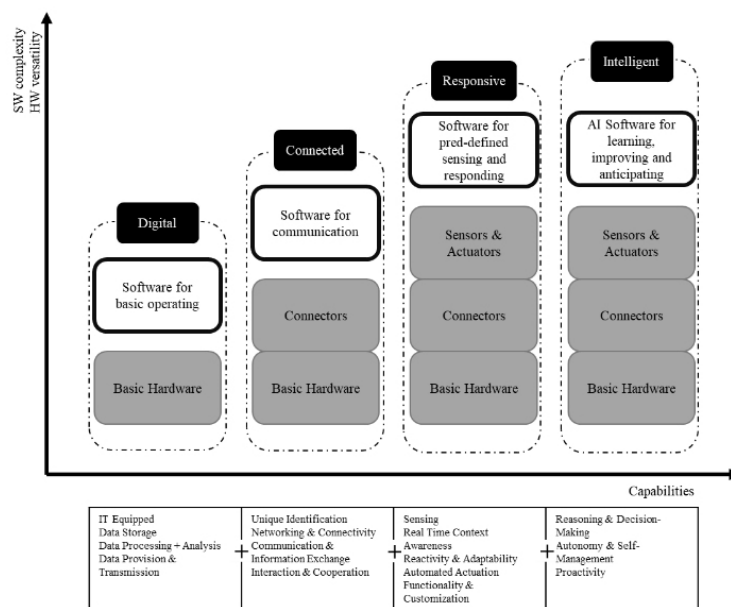 SW complexity
HW versatility
Digital
Software for
basic operating
Basic Hardware
Connected
Software for
communication
Connectors
Basic Hardware
Responsive
Software for
pred-defined
sensing and
responding
Sensors &
Actuators
Connectors
Basic Hardware
Intelligent
AI Software for
learning,
improving and
anticipating
Sensors &
Actuators
Connectors
Basic Hardware
Capabilities
IT Equipped
Data Storage
Data Processing + Analysis
Data Provision &
Transmission
+
Unique Identification
Networking & Connectivity
Communication &
Information Exchange
Interaction & Cooperation
+
Sensing
Real Time Context
Awareness
Reactivity & Adaptability
Automated Actuation
Functionality &
Customization
+
Reasoning & Decision-
Making
Autonomy & Self-
Management
Proactivity